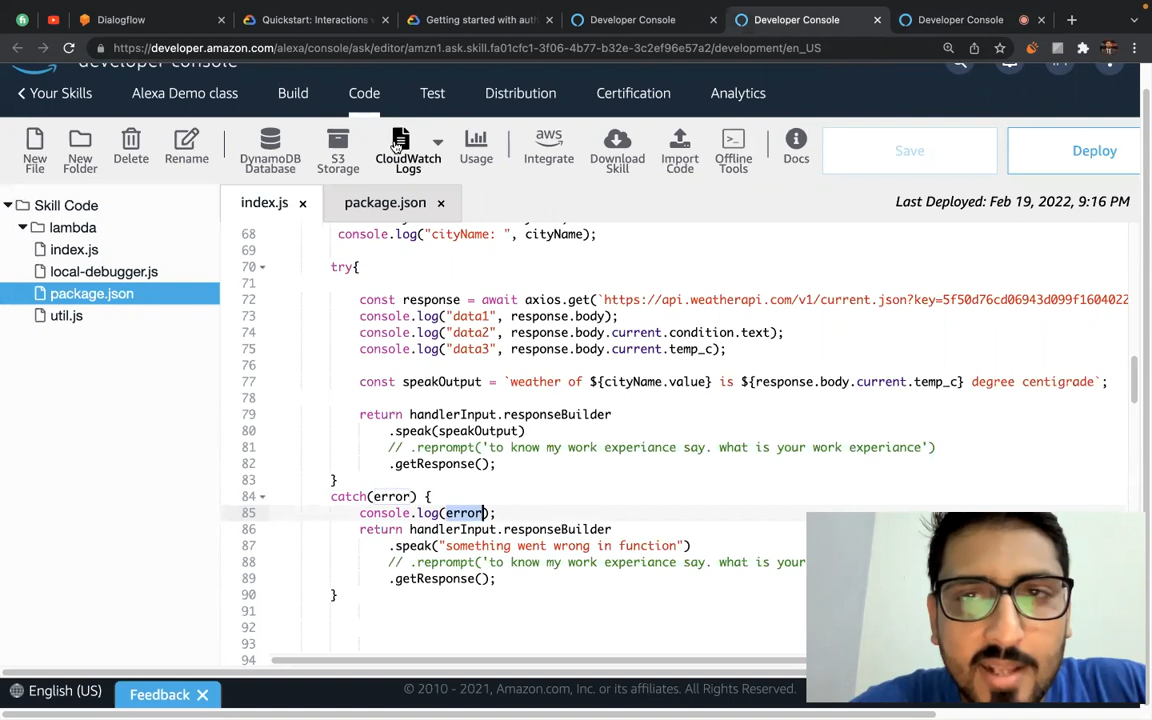 Dialogflow
Quickstart: Interactions v
Getting started with auth
Developer Console
Developer Console
Developer Console
https://developer.amazon.com/alexa/console/ask/editor/amzn1.ask.skill.fa01cfc1-3f06-4b77-b32e-3c2ef96e57a2/development/en_US
developer console
Your Skills
Alexa Demo class
Build
Code
Test
Distribution
Certification
Analytics
New File
New Folder
Delete
Rename
DynamoDB Database
S3 Storage
CloudWatch Logs
Usage
aws
Integrate
Download Skill
Import Code
Offline Tools
Docs
Save
Deploy
Skill Code
lambda
index.js
local-debugger.js
package.json
util.js
index.js
package.json
Last Deployed: Feb 19, 2022, 9:16 PM
68 console.log("cityName: ", cityName);
69
70 try{
71
72 const response = await axios.get(`https://api.weatherapi.com/v1/current.json?key=5f50d76cd06943d099f1604022
73 console.log("data1", response.body);
74 console.log("data2", response.body.current.condition.text);
75 console.log("data3", response.body.current.temp_c);
76
77 const speakOutput = `weather of ${cityName.value} is ${response.body.current.temp_c} degree centigrade`;
78
79 return handlerInput.responseBuilder
80 .speak(speakOutput)
81 // .reprompt('to know my work experiance say. what is your work experiance')
82 .getResponse();
83 }
84 catch(error) {
85 console.log(error);
86 return handlerInput.responseBuilder
87 .speak("something went wrong in function")
88 // .reprompt('to know my work experiance say. what is your
89 .getResponse();
90 }
91
92
93
94
English (US)
Feedback
© 2010 - 2021, Amazon.com, Inc. or its affiliates. All Rights Reserved.